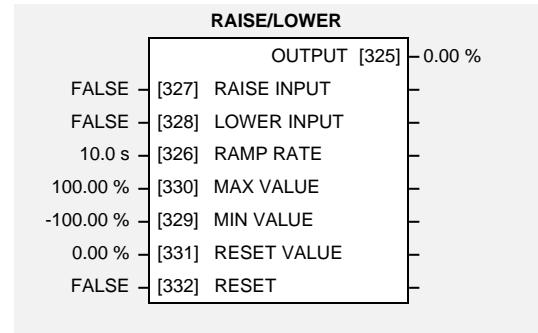 RAISE/LOWER
OUTPUT [325] 0.00 %
FALSE [327] RAISE INPUT
FALSE [328] LOWER INPUT
10.0 s [326] RAMP RATE
100.00 % [330] MAX VALUE
-100.00 % [329] MIN VALUE
0.00 % [331] RESET VALUE
FALSE [332] RESET